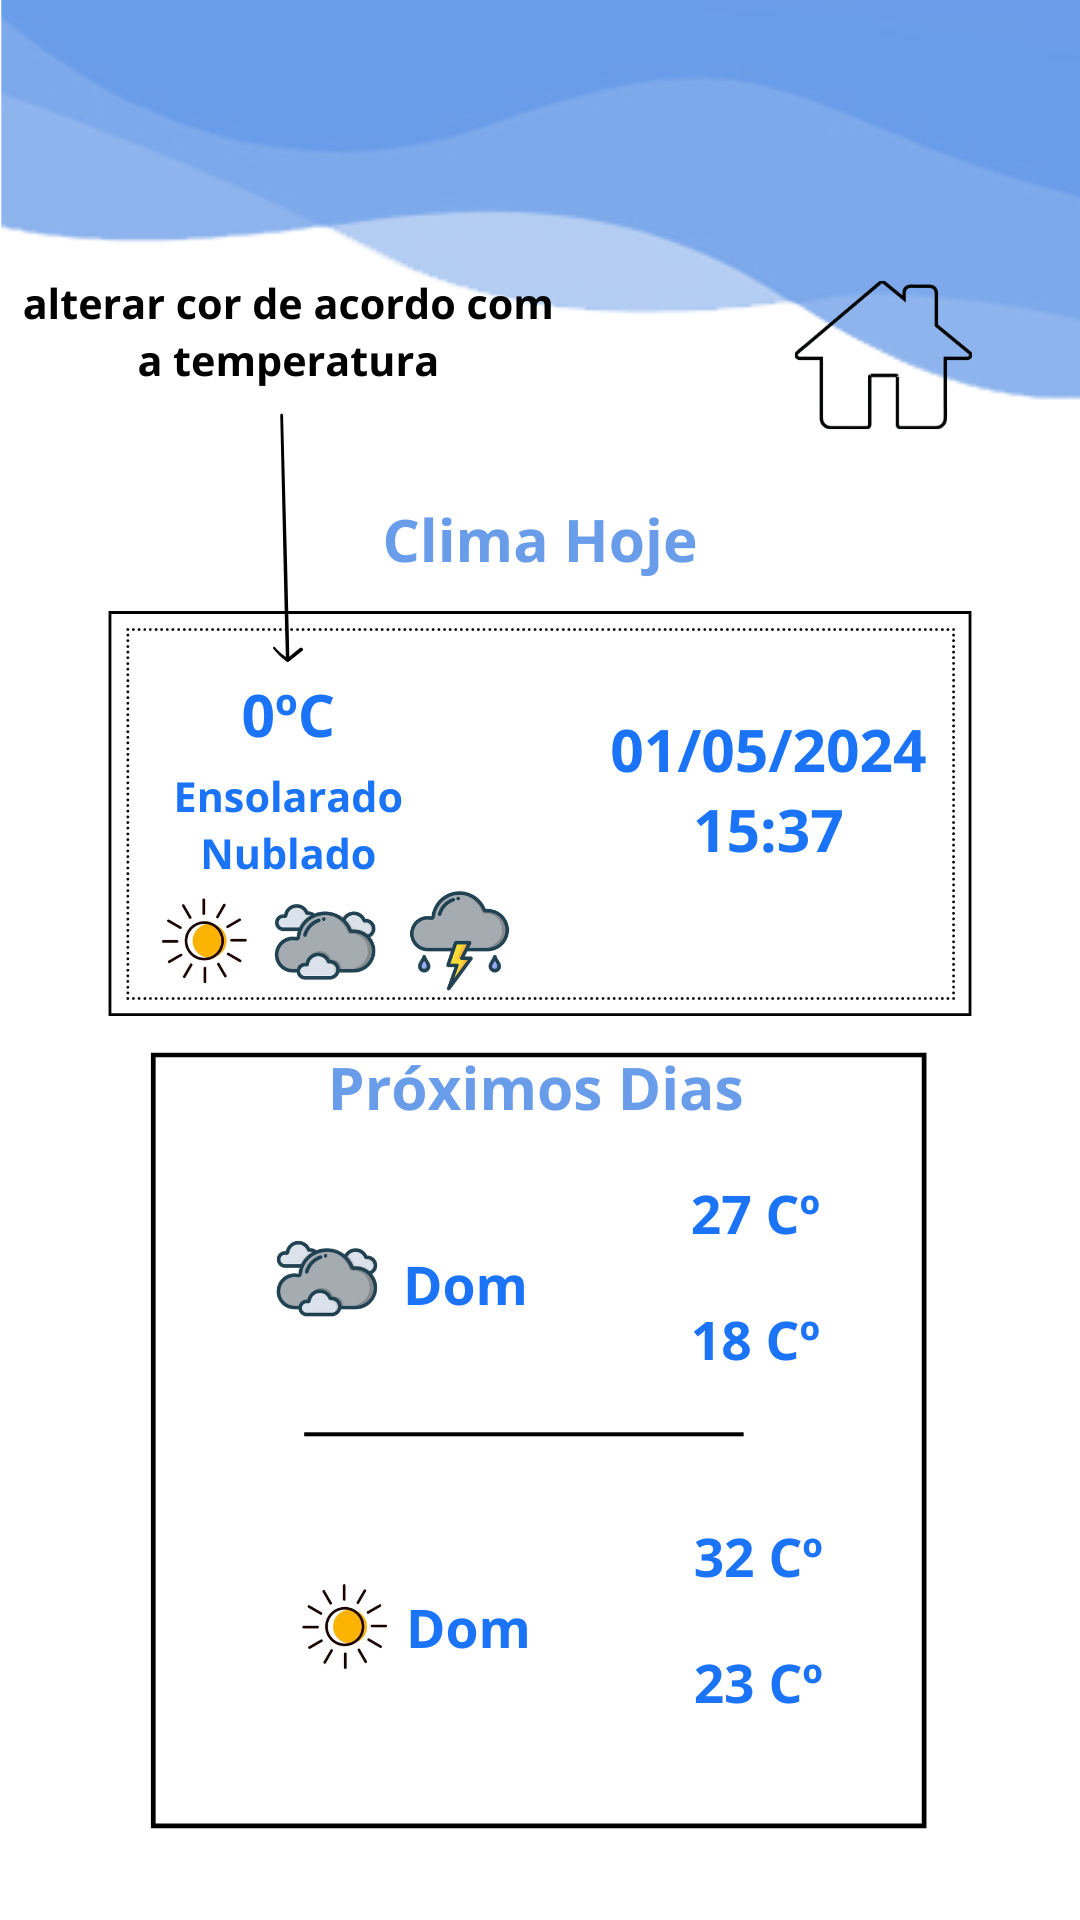 alterar cor de acordo com
a temperatura
Clima Hoje
0ºC
Ensolarado
Nublado
01/05/2024
15:37
Próximos Dias
27 Cº
Dom
18 Cº
32 Cº
Dom
23 Cº